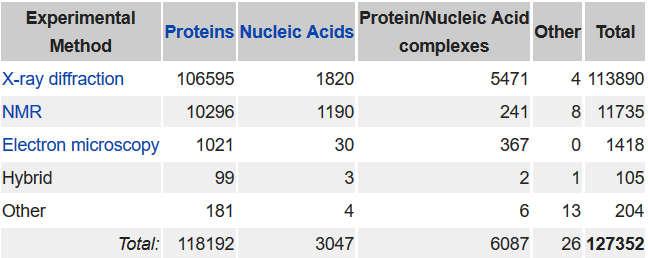 Experimental Method Proteins Nucleic Acids Protein/Nucleic Acid complexes Other Total
X-ray diffraction 106595 1820 5471 4 113890
NMR 10296 1190 241 8 11735
Electron microscopy 1021 30 367 0 1418
Hybrid 99 3 2 1 105
Other 181 4 6 13 204
Total: 118192 3047 6087 26 127352